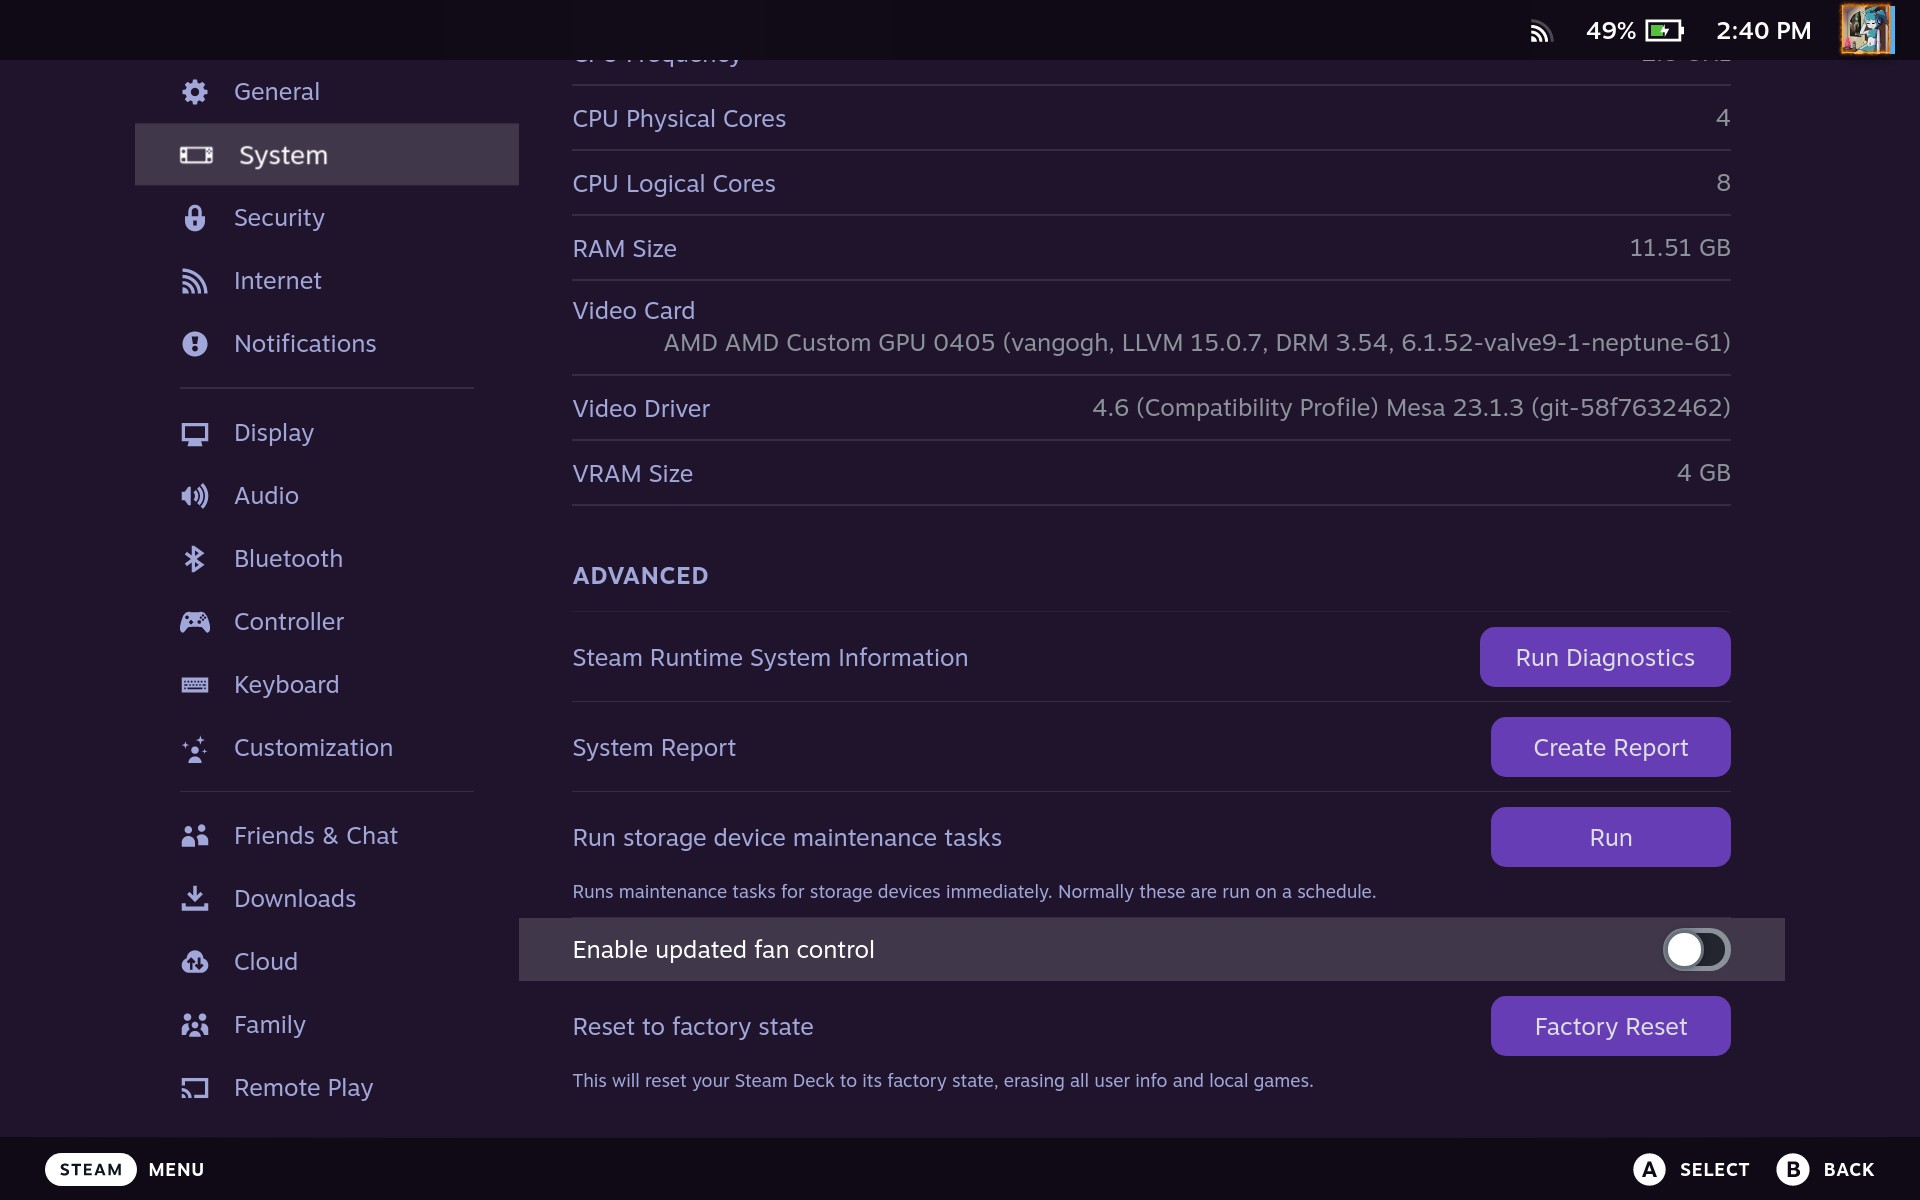 49%
2:40 PM
General
System
Security
Internet
Notifications
Display
Audio
Bluetooth
Controller
Keyboard
Customization
Friends & Chat
Downloads
Cloud
Family
Remote Play
CPU Physical Cores 4
CPU Logical Cores 8
RAM Size 11.51 GB
Video Card
AMD AMD Custom GPU 0405 (vangogh, LLVM 15.0.7, DRM 3.54, 6.1.52-valve9-1-neptune-61)
Video Driver 4.6 (Compatibility Profile) Mesa 23.1.3 (git-58f7632462)
VRAM Size 4 GB
ADVANCED
Steam Runtime System Information Run Diagnostics
System Report Create Report
Run storage device maintenance tasks Run
Runs maintenance tasks for storage devices immediately. Normally these are run on a schedule.
Enable updated fan control
Reset to factory state Factory Reset
This will reset your Steam Deck to its factory state, erasing all user info and local games.
STEAM MENU
A SELECT B BACK